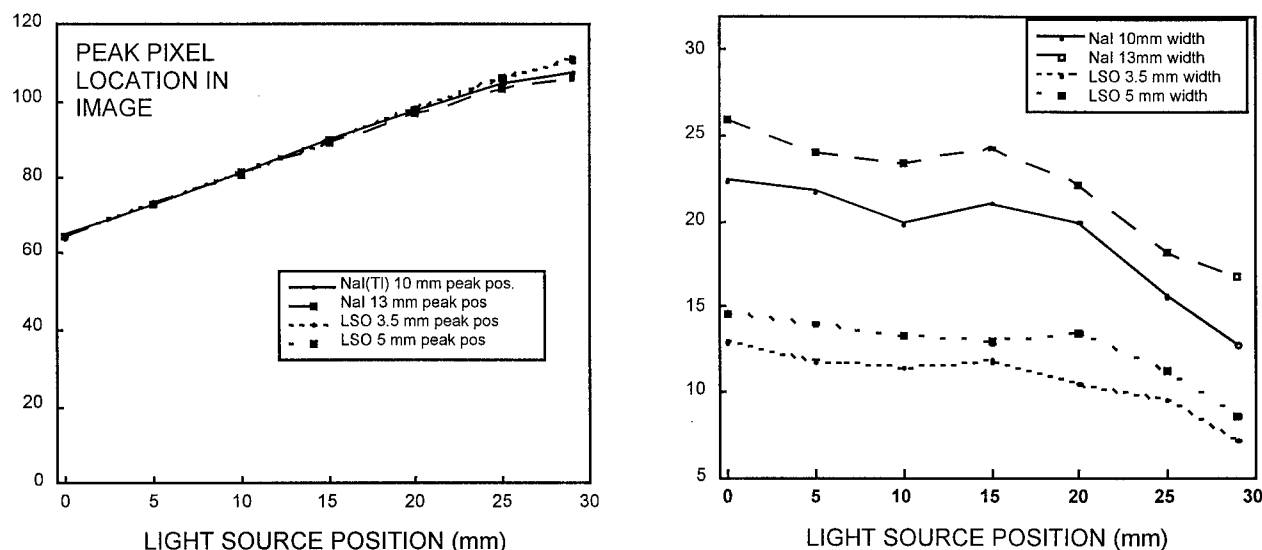 120
100
80
60
40
20
0
PEAK PIXEL
LOCATION IN
IMAGE
NaI(Tl) 10 mm peak pos.
NaI 13 mm peak pos
LSO 3.5 mm peak pos
LSO 5 mm peak pos
0 5 10 15 20 25 30
LIGHT SOURCE POSITION (mm)
30
25
20
15
10
5
NaI 10mm width
NaI 13mm width
LSO 3.5 mm width
LSO 5 mm width
0 5 10 15 20 25 30
LIGHT SOURCE POSITION (mm)